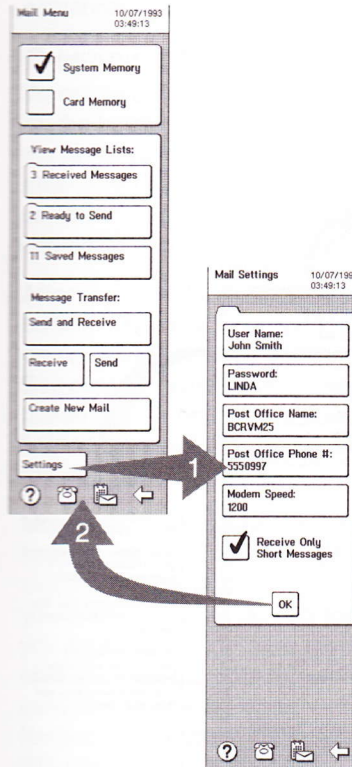 Mail Menu
10/07/1993
03:49:13
System Memory
Card Memory
View Message Lists:
3 Received Messages
2 Ready to Send
11 Saved Messages
Message Transfer:
Send and Receive
Receive
Send
Create New Mail
Settings
?
1
2
Mail Settings
03:49:13
User Name:
John Smith
Password:
LINDA
Post Office Name:
BCRVM25
Post Office Phone #:
5550997
Modem Speed:
1200
Receive Only
Short Messages
OK
?